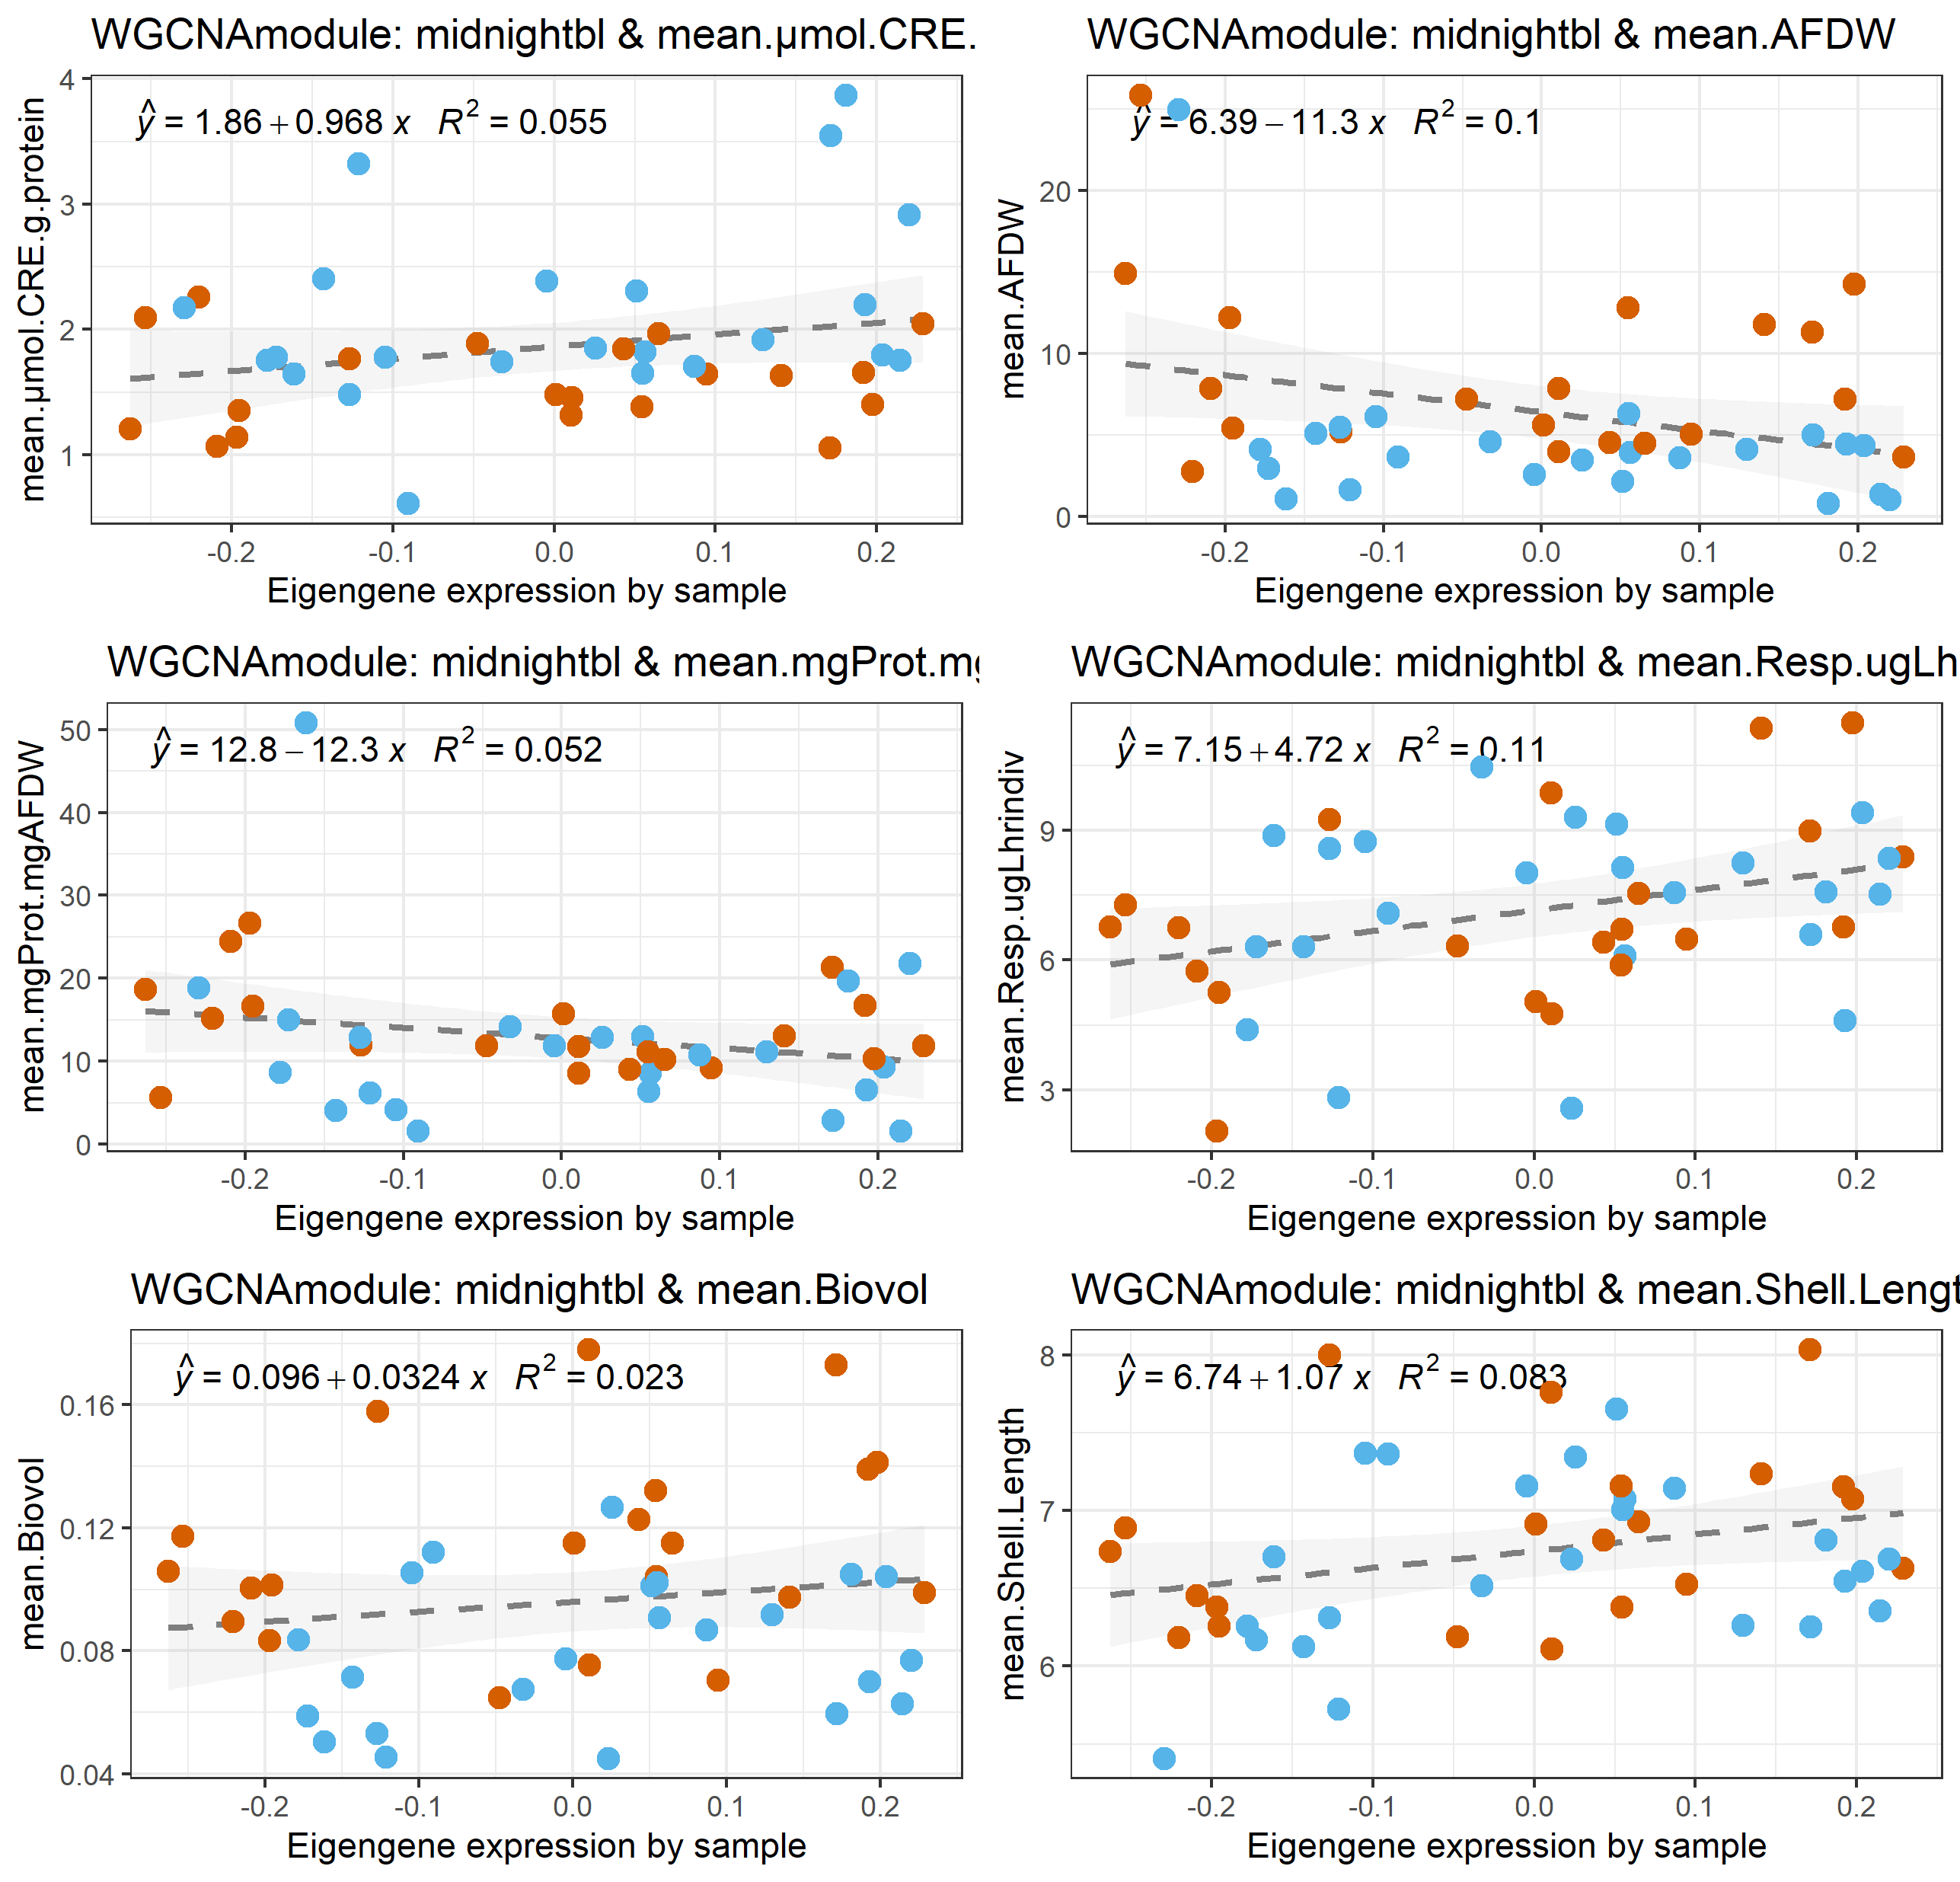 WGCNAmodule: midnightbl & mean.µmol.CRE.
ŷ = 1.86 + 0.968 x R² = 0.055
mean.µmol.CRE.g.protein
4
3
2
1
-0.2 -0.1 0.0 0.1 0.2
Eigengene expression by sample
WGCNAmodule: midnightbl & mean.AFDW
ŷ = 6.39 − 11.3 x R² = 0.1
mean.AFDW
20
10
0
-0.2 -0.1 0.0 0.1 0.2
Eigengene expression by sample
WGCNAmodule: midnightbl & mean.mgProt.mg
ŷ = 12.8 − 12.3 x R² = 0.052
mean.mgProt.mgAFDW
50
40
30
20
10
0
-0.2 -0.1 0.0 0.1 0.2
Eigengene expression by sample
WGCNAmodule: midnightbl & mean.Resp.ugLh
ŷ = 7.15 + 4.72 x R² = 0.11
mean.Resp.ugLhrindiv
9
6
3
-0.2 -0.1 0.0 0.1 0.2
Eigengene expression by sample
WGCNAmodule: midnightbl & mean.Biovol
ŷ = 0.096 + 0.0324 x R² = 0.023
mean.Biovol
0.16
0.12
0.08
0.04
-0.2 -0.1 0.0 0.1 0.2
Eigengene expression by sample
WGCNAmodule: midnightbl & mean.Shell.Lengt
ŷ = 6.74 + 1.07 x R² = 0.083
mean.Shell.Length
8
7
6
-0.2 -0.1 0.0 0.1 0.2
Eigengene expression by sample